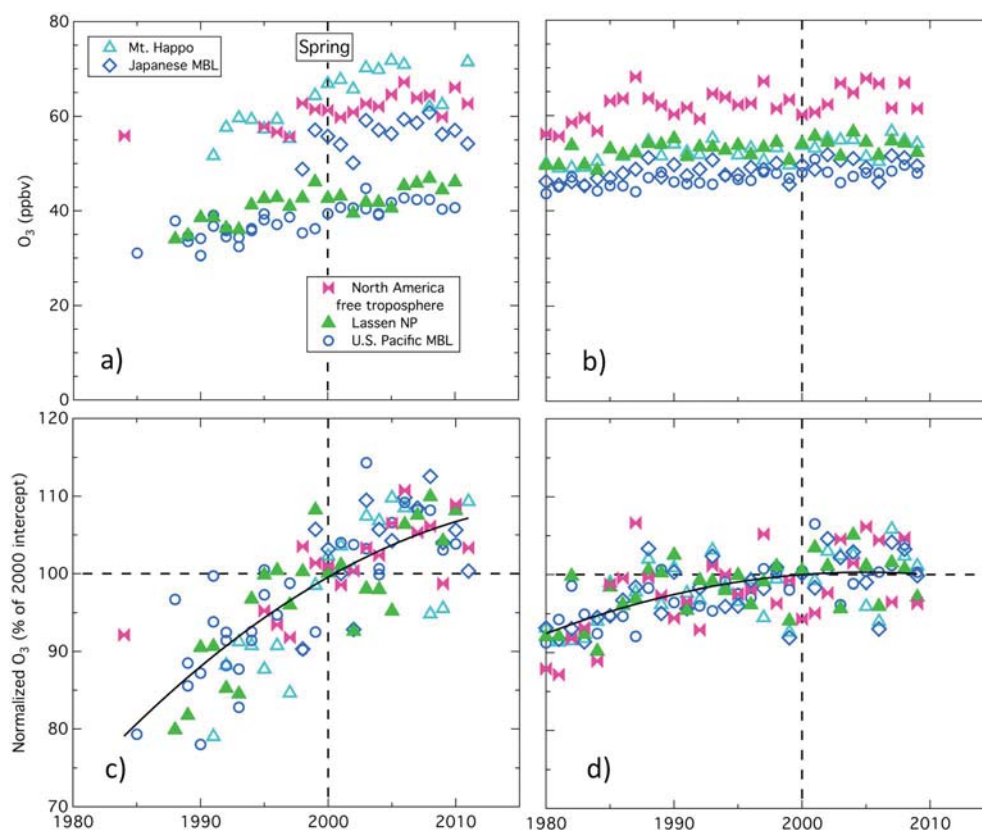 80
60
40
20
0
O3 (ppbv)
Mt. Happo
Japanese MBL
Spring
North America
free troposphere
Lassen NP
U.S. Pacific MBL
a)
b)
120
110
100
90
80
70
Normalized O3 (% of 2000 intercept)
c)
d)
1980 1990 2000 2010
1980 1990 2000 2010